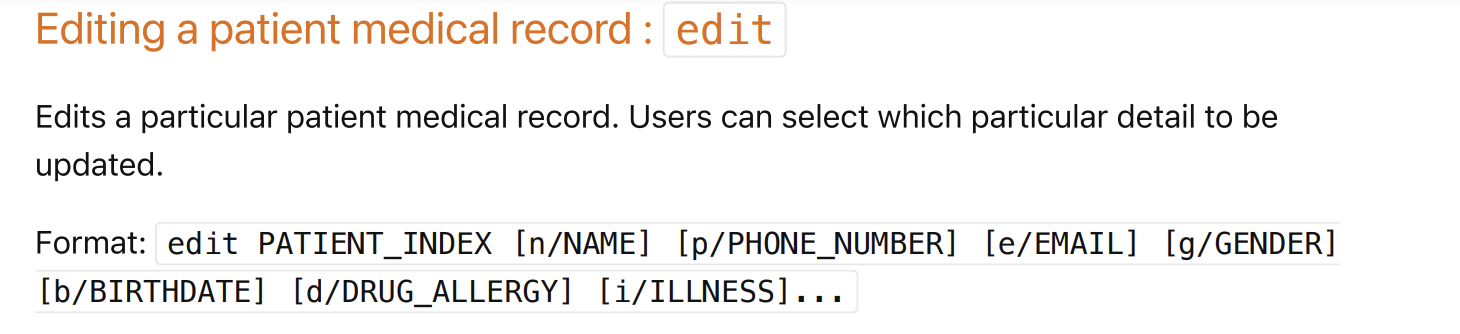 Editing a patient medical record : edit
Edits a particular patient medical record. Users can select which particular detail to be
updated.
Format: edit PATIENT_INDEX [n/NAME] [p/PHONE_NUMBER] [e/EMAIL] [g/GENDER]
[b/BIRTHDATE] [d/DRUG_ALLERGY] [i/ILLNESS]...